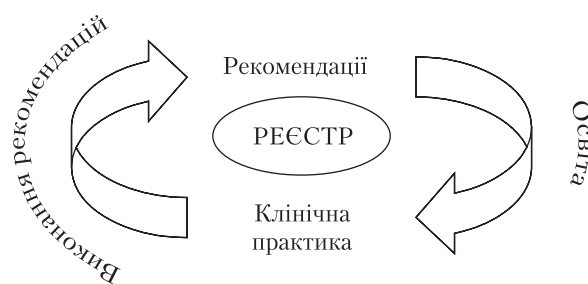 Виконання рекомендацій
Рекомендації
РЕЄСТР
Клінічна
практика
Освіта